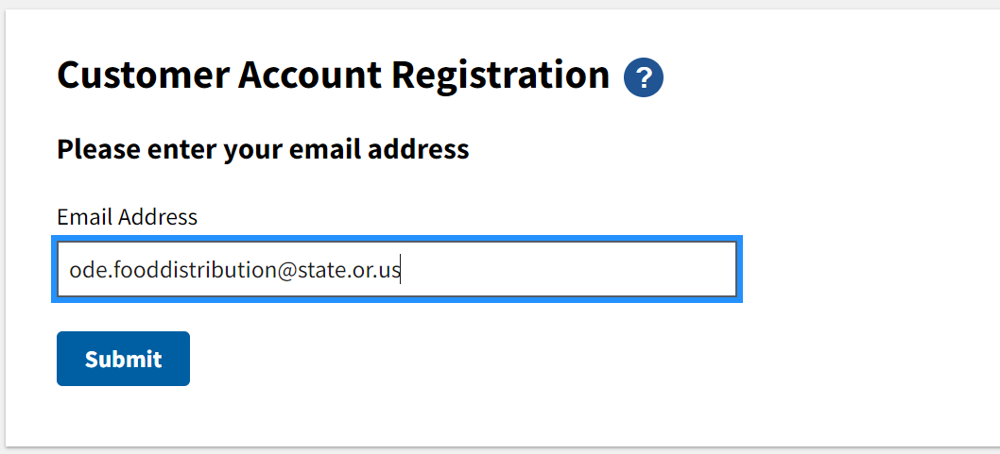 Customer Account Registration ?
Please enter your email address
Email Address
ode.fooddistribution@state.or.us
Submit